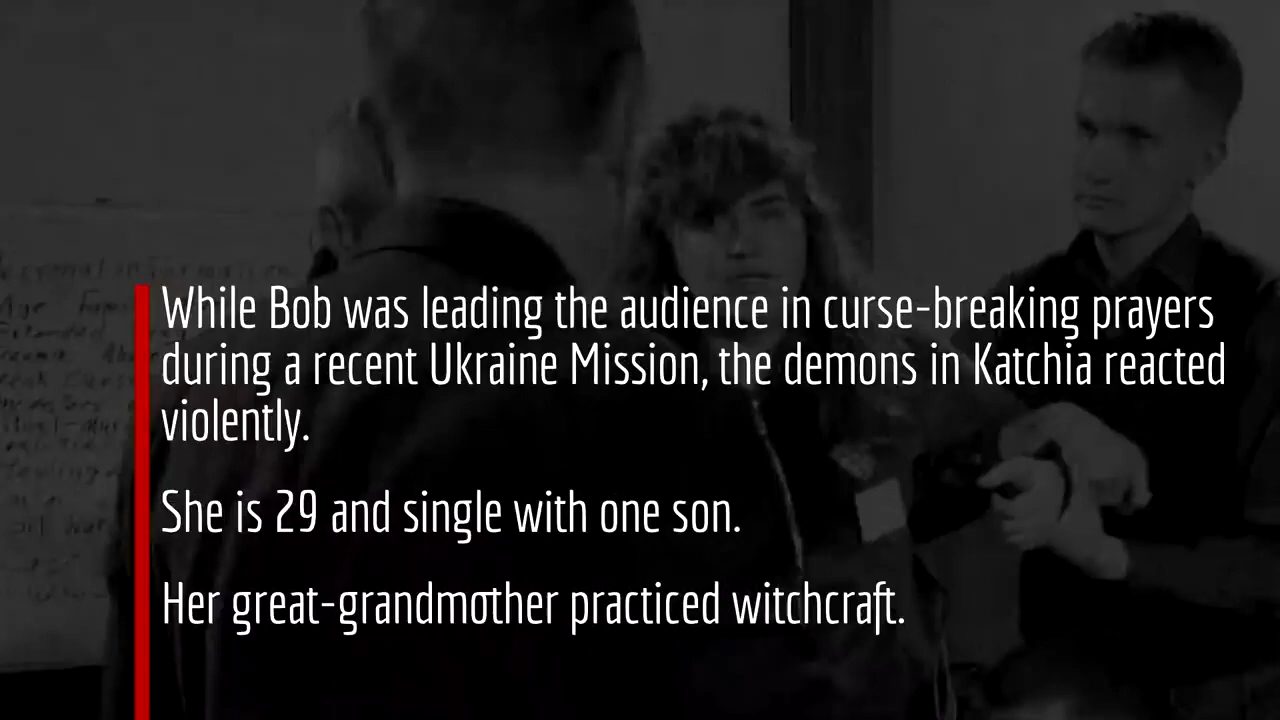 While Bob was leading the audience in curse-breaking prayers
during a recent Ukraine Mission, the demons in Katchia reacted
violently.
She is 29 and single with one son.
Her great-grandmother practiced witchcraft.